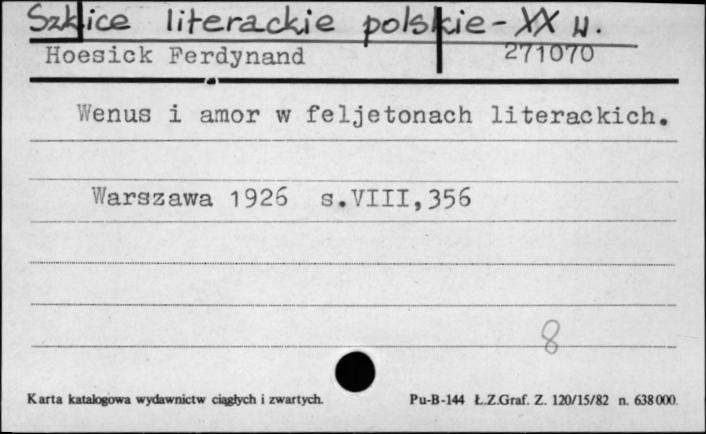 Szkice literackie polskie - XX w.
Hoesick Ferdynand 271070
Wenus i amor w feljetonach literackich.
Warszawa 1926 s.VIII,356
8
Karta katalogowa wydawnictw ciągłych i zwartych. Pu-B-144 Ł.Z.Graf. Z. 120/15/82 n. 638000.